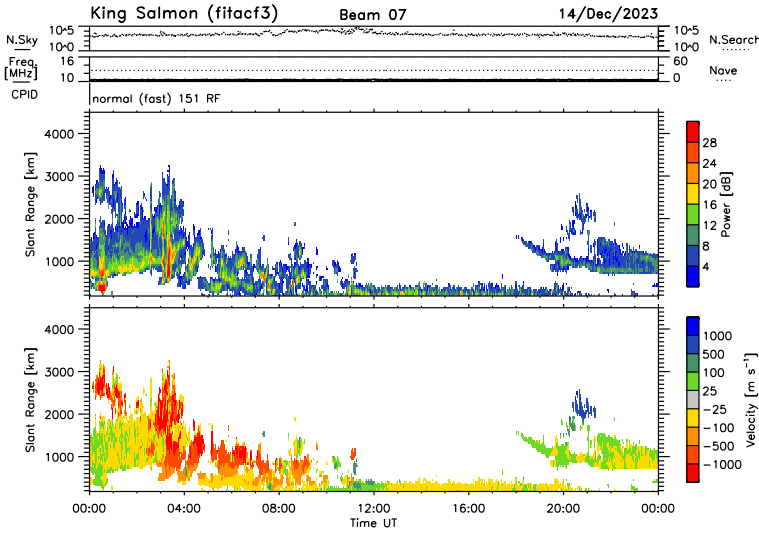 King Salmon (fitacf3) Beam 07 14/Dec/2023
N.Sky 10^5 10^5 N.Search
10^0 10^0
Freq. 16 60
[MHz] 10 0 Nave
CPID normal (fast) 151 RF
Slant Range [km]
4000
3000
2000
1000
28
24
20
16
12
8
4
Power [dB]
Slant Range [km]
4000
3000
2000
1000
1000
500
100
25
-25
-100
-500
-1000
Velocity [m s⁻¹]
00:00 04:00 08:00 12:00 16:00 20:00 00:00
Time UT